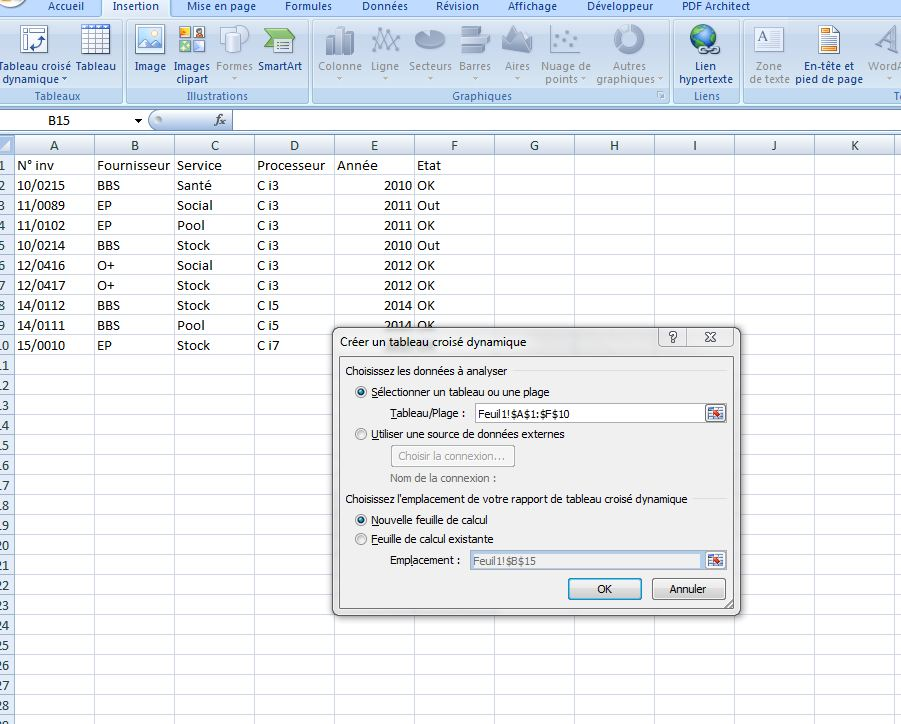 Accueil Insertion Mise en page Formules Données Révision Affichage Développeur PDF Architect
Tableau croisé dynamique Tableau Image Images clipart Formes SmartArt Colonne Ligne Secteurs Barres Aires Nuage de points Autres graphiques Lien hypertexte Zone de texte En-tête et pied de page
Tableaux Illustrations Graphiques Liens
B15 fx
A B C D E F G H I J K
1 N° inv Fournisseur Service Processeur Année Etat
2 10/0215 BBS Santé C i3 2010 OK
3 11/0089 EP Social C i3 2011 Out
4 11/0102 EP Pool C i3 2011 OK
5 10/0214 BBS Stock C i3 2010 Out
6 12/0416 O+ Social C i3 2012 OK
7 12/0417 O+ Stock C i3 2012 OK
8 14/0112 BBS Stock C I5 2014 OK
9 14/0111 BBS Pool C i5 2014 OK
10 15/0010 EP Stock C i7
11
12
13
14
15
16
17
18
19
20
21
22
23
24
25
26
27
28
Créer un tableau croisé dynamique
Choisissez les données à analyser
Sélectionner un tableau ou une plage
Tableau/Plage : Feuil1!$A$1:$F$10
Utiliser une source de données externes
Choisir la connexion...
Nom de la connexion :
Choisissez l'emplacement de votre rapport de tableau croisé dynamique
Nouvelle feuille de calcul
Feuille de calcul existante
Emplacement : Feuil1!$B$15
OK Annuler